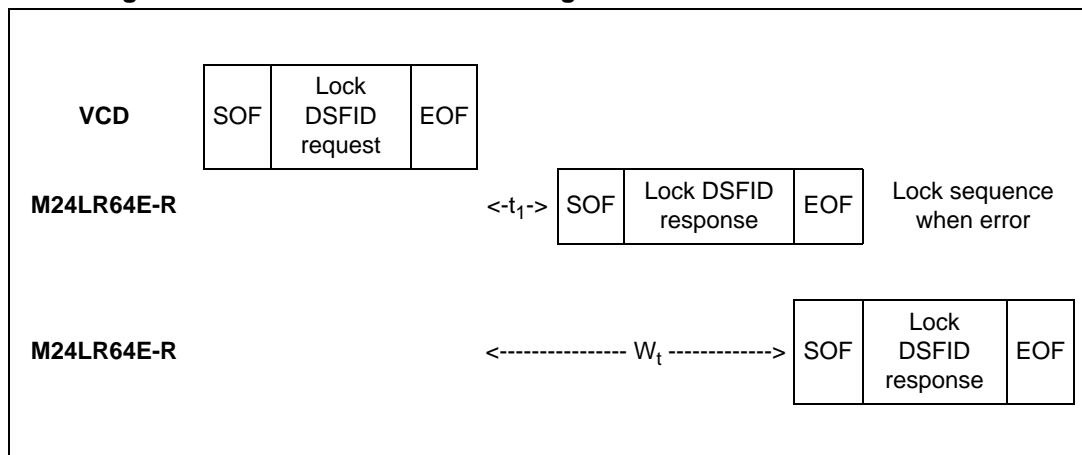 VCD
SOF
Lock
DSFID
request
EOF
M24LR64E-R
<-t₁->
SOF
Lock DSFID
response
EOF
Lock sequence
when error
M24LR64E-R
<---------------- Wₜ ------------->
SOF
Lock
DSFID
response
EOF